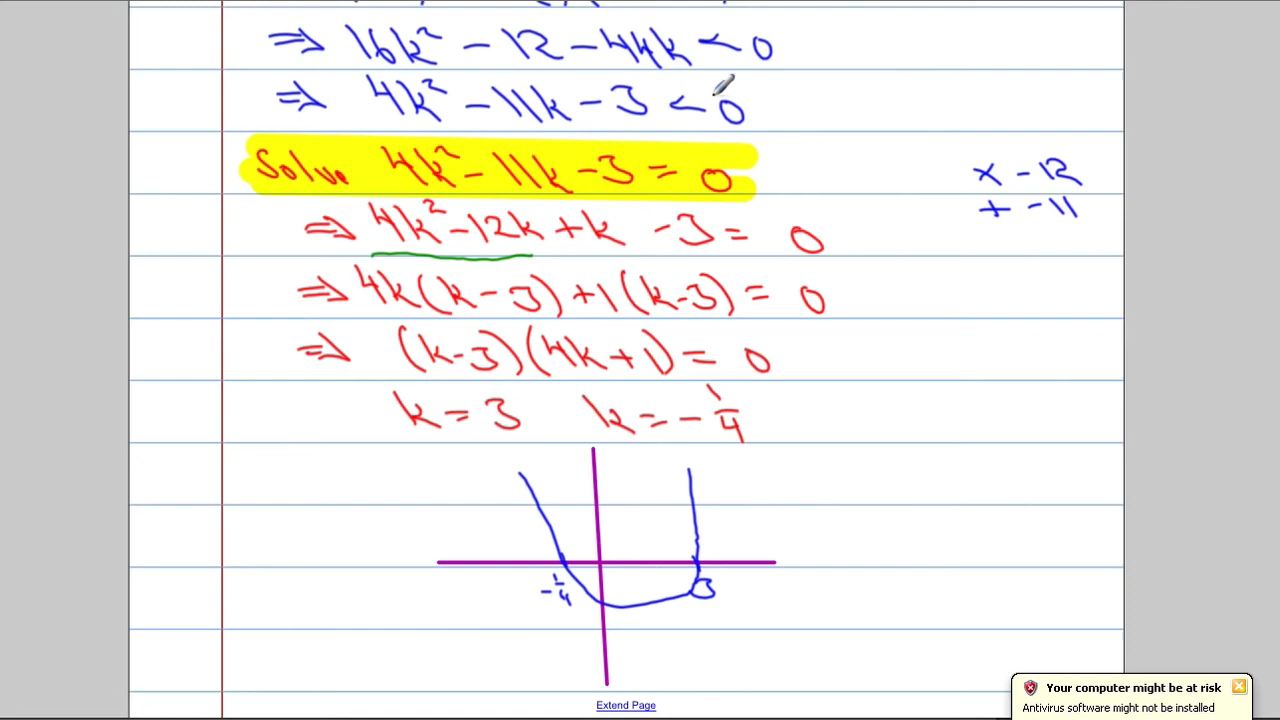 ⇒ 16k² - 12 - 44k < 0
⇒ 4k² - 11k - 3 < 0
Solve 4k² - 11k - 3 = 0
x - 12
+ - 11
⇒ 4k² - 12k + k - 3 = 0
⇒ 4k(k - 3) + 1(k - 3) = 0
⇒ (k - 3)(4k + 1) = 0
k = 3 k = - 1/4
- 1/4 3
Extend Page
Your computer might be at risk
Antivirus software might not be installed